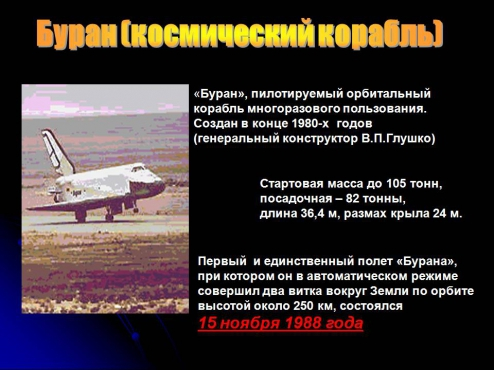 Буран (космический корабль)
«Буран», пилотируемый орбитальный
корабль многоразового пользования.
Создан в конце 1980-х годов
(генеральный конструктор В.П.Глушко)
Стартовая масса до 105 тонн,
посадочная – 82 тонны,
длина 36,4 м, размах крыла 24 м.
Первый и единственный полет «Бурана»,
при котором он в автоматическом режиме
совершил два витка вокруг Земли по орбите
высотой около 250 км, состоялся
15 ноября 1988 года